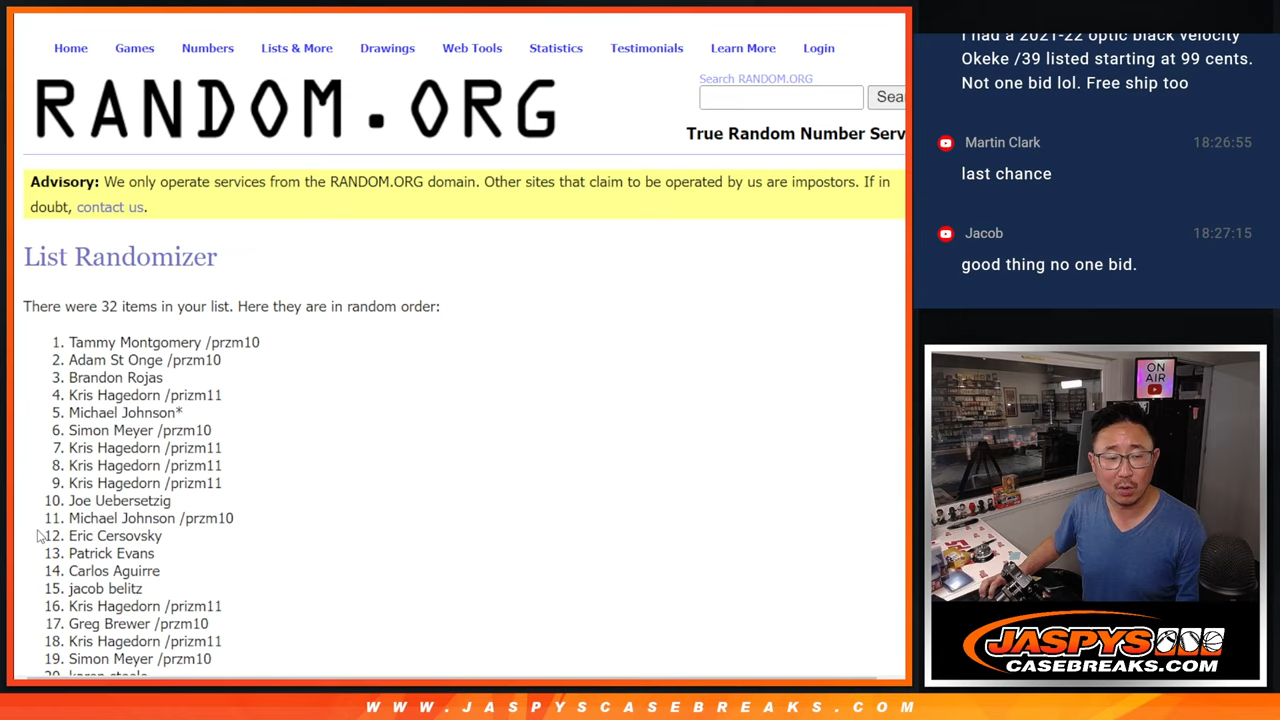 Home Games Numbers Lists & More Drawings Web Tools Statistics Testimonials Learn More Login
RANDOM.ORG
Search RANDOM.ORG
Sea
True Random Number Serv
Advisory: We only operate services from the RANDOM.ORG domain. Other sites that claim to be operated by us are impostors. If in
doubt, contact us.
List Randomizer
There were 32 items in your list. Here they are in random order:
1. Tammy Montgomery /przm10
2. Adam St Onge /przm10
3. Brandon Rojas
4. Kris Hagedorn /prizm11
5. Michael Johnson*
6. Simon Meyer /przm10
7. Kris Hagedorn /prizm11
8. Kris Hagedorn /prizm11
9. Kris Hagedorn /prizm11
10. Joe Uebersetzig
11. Michael Johnson /przm10
12. Eric Cersovsky
13. Patrick Evans
14. Carlos Aguirre
15. jacob belitz
16. Kris Hagedorn /prizm11
17. Greg Brewer /przm10
18. Kris Hagedorn /prizm11
19. Simon Meyer /przm10
I had a 2021-22 optic black velocity
Okeke /39 listed starting at 99 cents.
Not one bid lol. Free ship too
Martin Clark 18:26:55
last chance
Jacob 18:27:15
good thing no one bid.
ON
AIR
JASPYS
CASEBREAKS.COM
WWW.JASPYSCASEBREAKS.COM